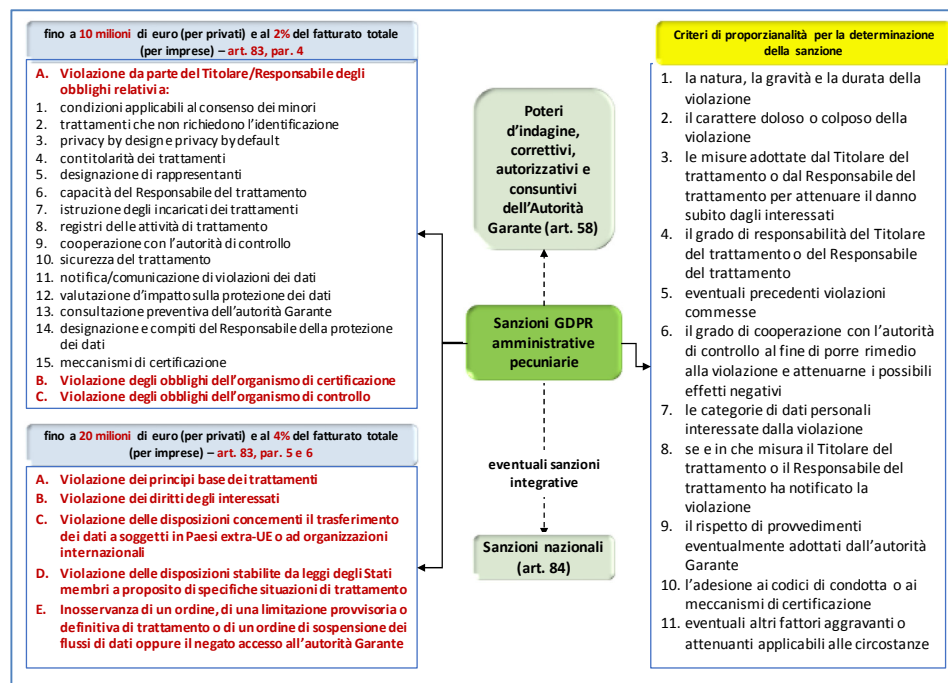 fino a 10 milioni di euro (per privati) e al 2% del fatturato totale
(per imprese) – art. 83, par. 4
A. Violazione da parte del Titolare/Responsabile degli
obblighi relativi a:
1. condizioni applicabili al consenso dei minori
2. trattamenti che non richiedono l'identificazione
3. privacy by design e privacy by default
4. contitolarità dei trattamenti
5. designazione di rappresentanti
6. capacità del Responsabile del trattamento
7. istruzione degli incaricati dei trattamenti
8. registri delle attività di trattamento
9. cooperazione con l'autorità di controllo
10. sicurezza del trattamento
11. notifica/comunicazione di violazioni dei dati
12. valutazione d'impatto sulla protezione dei dati
13. consultazione preventiva dell'autorità Garante
14. designazione e compiti del Responsabile della protezione
dei dati
15. meccanismi di certificazione
B. Violazione degli obblighi dell'organismo di certificazione
C. Violazione degli obblighi dell'organismo di controllo
fino a 20 milioni di euro (per privati) e al 4% del fatturato totale
(per imprese) – art. 83, par. 5 e 6
A. Violazione dei principi base dei trattamenti
B. Violazione dei diritti degli interessati
C. Violazione delle disposizioni concementi il trasferimento
dei dati a soggetti in Paesi extra-UE o ad organizzazioni
internazionali
D. Violazione delle disposizioni stabilite da leggi degli Stati
membri a proposito di specifiche situazioni di trattamento
E. Inosservanza di un ordine, di una limitazione provvisoria o
definitiva di trattamento o di un ordine di sospensione dei
flussi di dati oppure il negato accesso all'autorità Garante
Poteri
d'indagine,
correttivi,
autorizzativi e
consuntivi
dell'Autorità
Garante (art. 58)
Sanzioni GDPR
amministrative
pecuniarie
eventuali sanzioni
integrative
Sanzioni nazionali
(art. 84)
Criteri di proporzianalità per la determinazione
della sanzione
1. la natura, la gravità e la durata della
violazione
2. il carattere doloso o colposo della
violazione
3. le misure adottate dal Titolare del
trattamento o dal Responsabile del
trattamento per attenuare il danno
subito dagli interessati
4. il grado di responsabilità del Titolare
del trattamento o del Responsabile
del trattamento
5. eventuali precedenti violazioni
commesse
6. il grado di cooperazione con l'autorità
di controllo al fine di porre rimedio
alla violazione e attenuarne i possibili
effetti negativi
7. le categorie di dati personali
interessate dalla violazione
8. se e in che misura il Titolare del
trattamento o il Responsabile del
trattamento ha notificato la
violazione
9. il rispetto di provvedimenti
eventualmente adottati dall'autorità
Garante
10. l'adesione ai codici di condotta o ai
meccanismi di certificazione
11. eventuali altri fattori aggravanti o
attenuanti applicabili alle circostanze